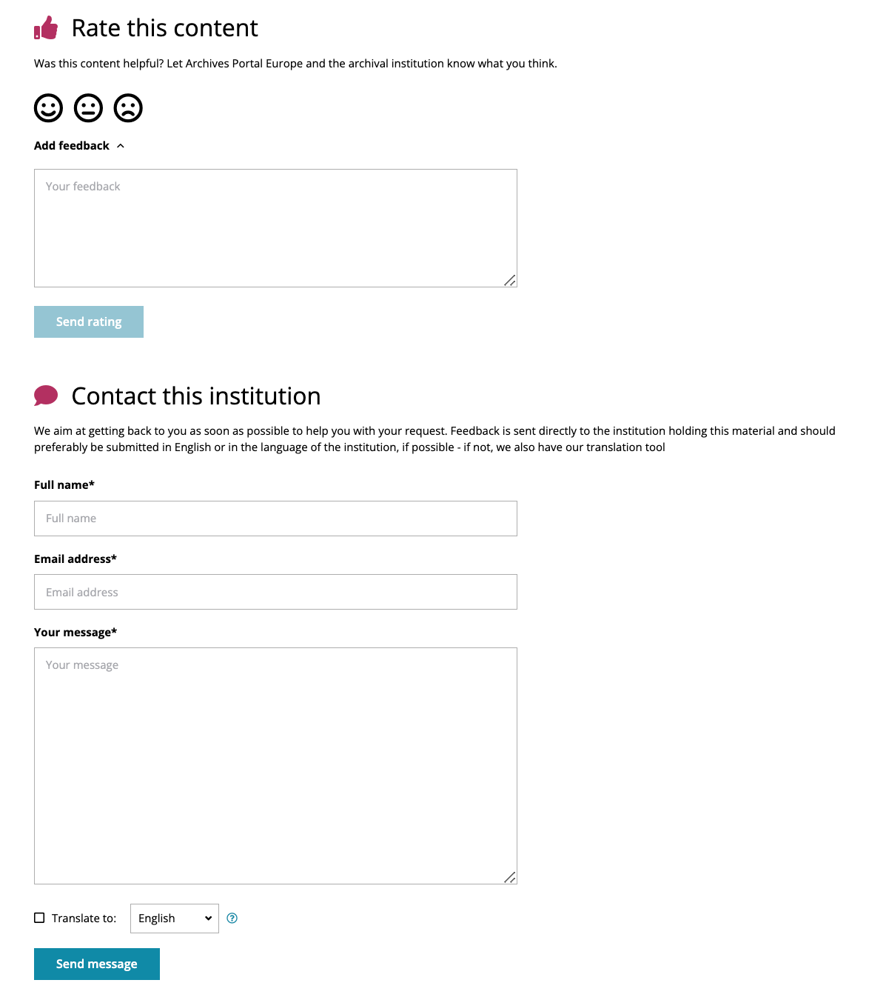 Rate this content
Was this content helpful? Let Archives Portal Europe and the archival institution know what you think.
Add feedback
Your feedback
Send rating
Contact this institution
We aim at getting back to you as soon as possible to help you with your request. Feedback is sent directly to the institution holding this material and should
preferably be submitted in English or in the language of the institution, if possible - if not, we also have our translation tool
Full name*
Full name
Email address*
Email address
Your message*
Your message
Translate to: English ?
Send message